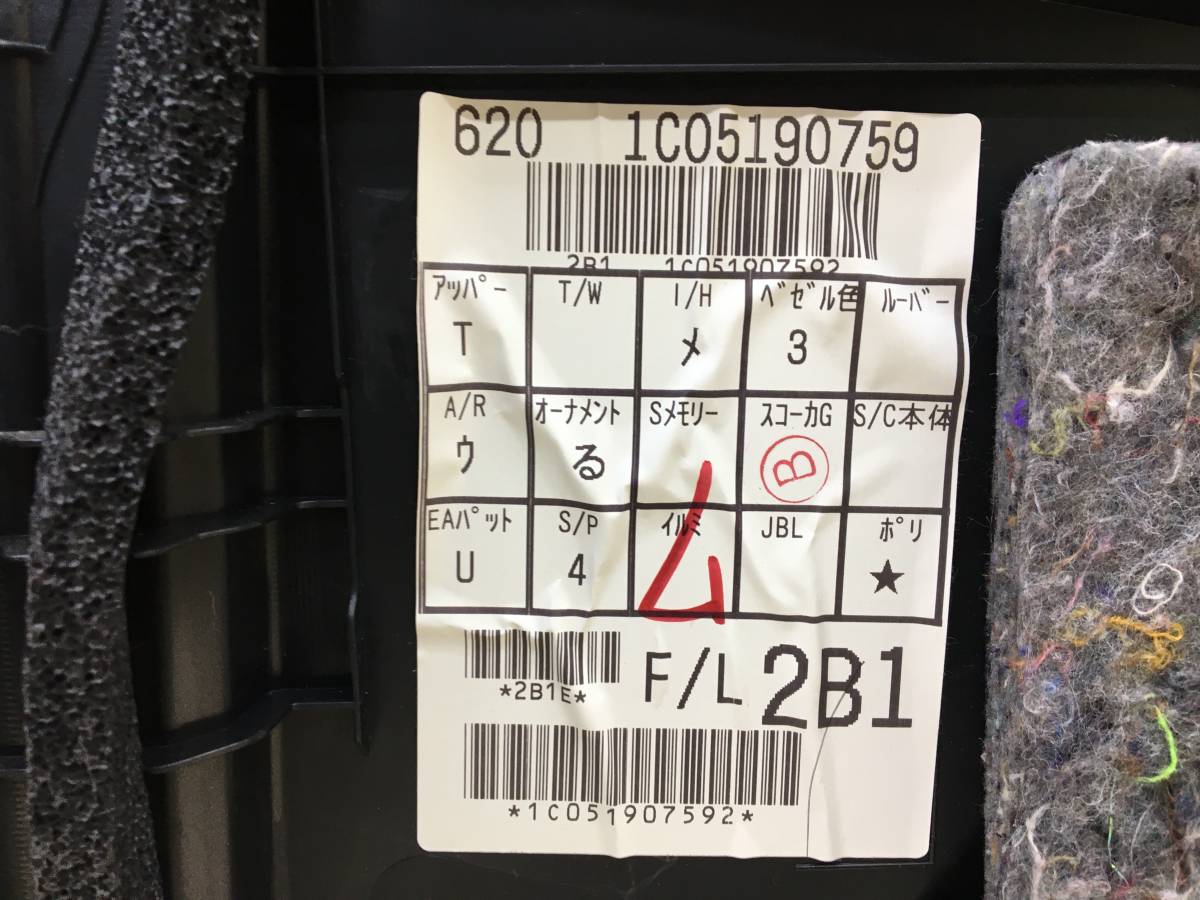 620 1C05190759
2B1 1C051907592
ｱｯﾊﾟｰ T/W I/H ﾍﾞｾﾞﾙ色 ﾙｰﾊﾞｰ
T メ 3
A/R ｵｰﾅﾒﾝﾄ Sﾒﾓﾘｰ ｽｺｰｶG S/C本体
ウ る B
EAﾊﾟｯﾄ S/P ｲﾙﾐ JBL ﾎﾟﾘ
U 4 ム ★
*2B1E* F/L 2B1
*1C051907592*